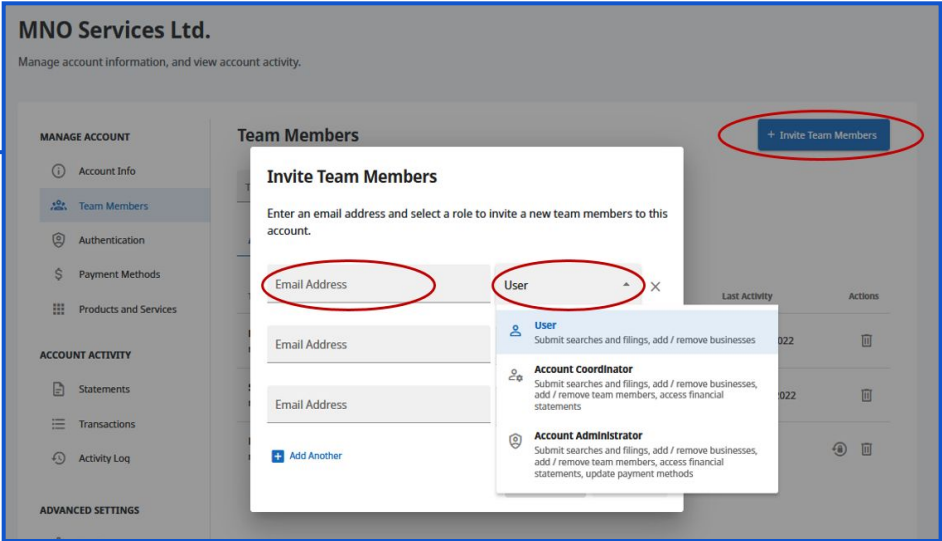 MNO Services Ltd.
Manage account information, and view account activity.
MANAGE ACCOUNT
Account Info
Team Members
Authentication
Payment Methods
Products and Services
ACCOUNT ACTIVITY
Statements
Transactions
Activity Log
ADVANCED SETTINGS
Team Members
+ Invite Team Members
Invite Team Members
Enter an email address and select a role to invite a new team members to this
account.
Email Address
User
Email Address
Email Address
Add Another
User
Submit searches and filings, add / remove businesses
Account Coordinator
Submit searches and filings, add / remove businesses,
add / remove team members, access financial
statements
Account Administrator
Submit searches and filings, add / remove businesses,
add / remove team members, access financial
statements, update payment methods
Last Activity
Actions